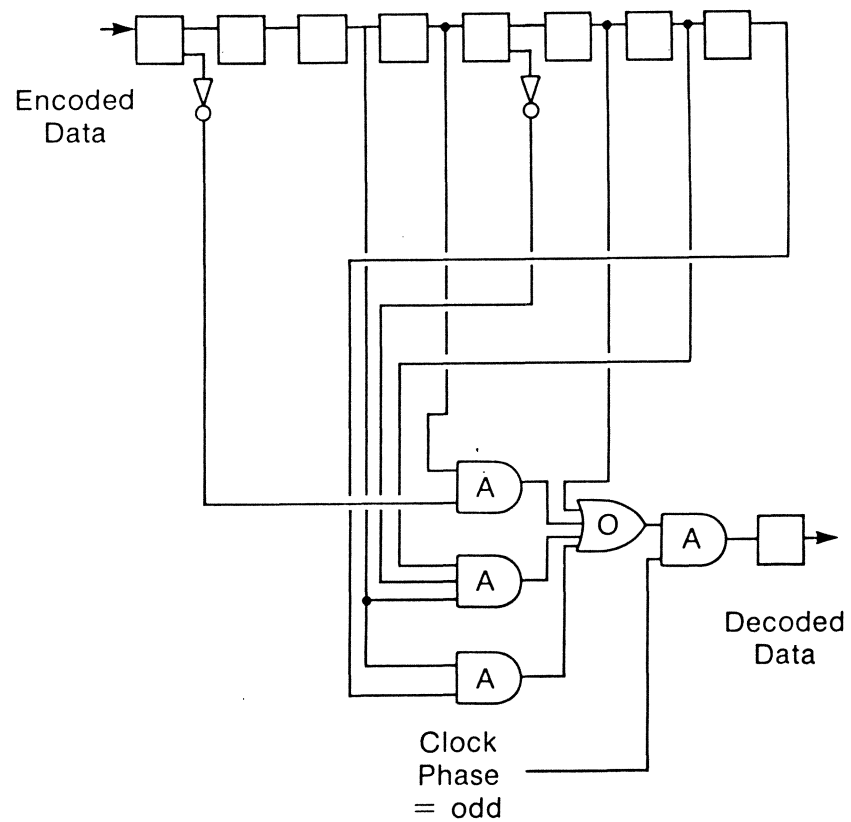 Encoded
Data
A
O
A
A
A
Decoded
Data
Clock
Phase
= odd